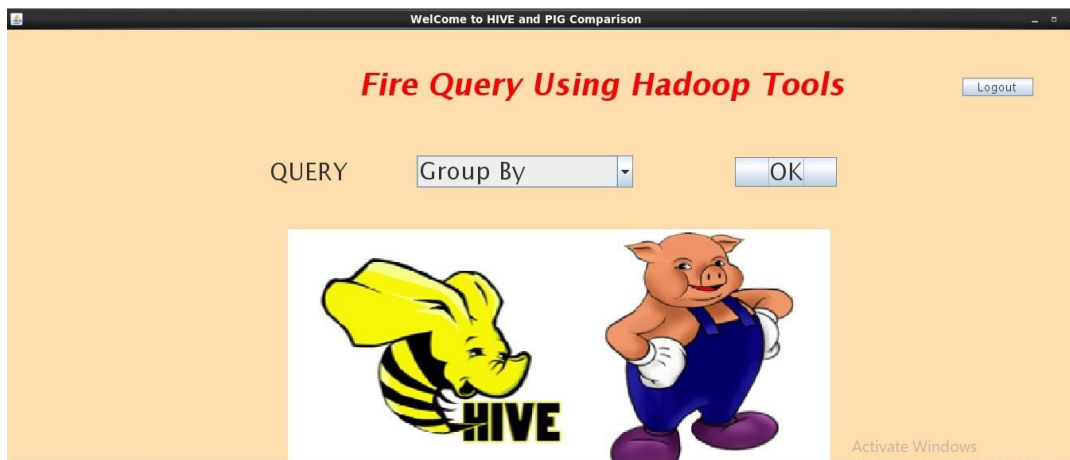 WelCome to HIVE and PIG Comparison
Fire Query Using Hadoop Tools
Logout
QUERY Group By OK
HIVE
Activate Windows